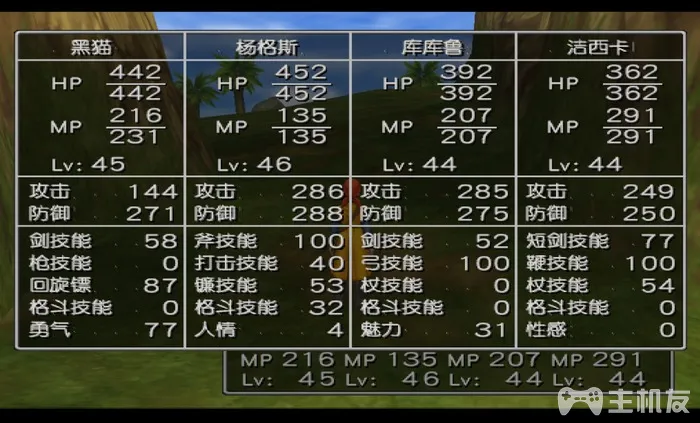 黑猫 杨格斯 库库鲁 洁西卡
HP 442 HP 452 HP 392 HP 362
442 452 392 362
MP 216 MP 135 MP 207 MP 291
231 135 207 291
Lv: 45 Lv: 46 Lv: 44 Lv: 44
攻击 144 攻击 286 攻击 285 攻击 249
防御 271 防御 288 防御 275 防御 250
剑技能 58 斧技能 100 剑技能 52 短剑技能 77
枪技能 0 打击技能 40 弓技能 100 鞭技能 100
回旋镖 87 镰技能 53 杖技能 0 杖技能 54
格斗技能 0 格斗技能 32 格斗技能 0 格斗技能 0
勇气 77 人情 4 魅力 31 性感 0
MP 216 MP 135 MP 207 MP 291
Lv: 45 Lv: 46 Lv: 44 Lv: 44
主机友